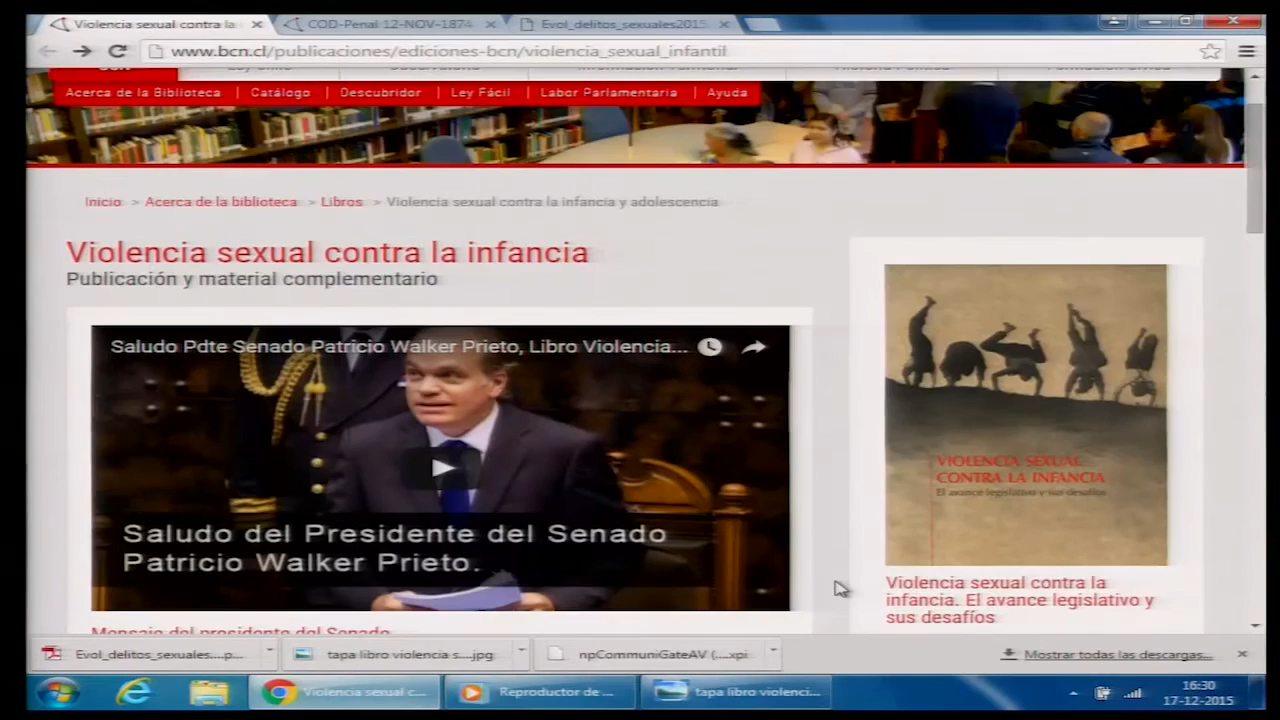 Violencia sexual contra la
COD-Penal 12-NOV-1874
Evol_delitos_sexuales2015
www.bcn.cl/publicaciones/ediciones-bcn/violencia_sexual_infantil
Acerca de la Biblioteca | Catálogo | Descubridor | Ley Fácil | Labor Parlamentaria | Ayuda
Inicio > Acerca de la biblioteca > Libros > Violencia sexual contra la infancia y adolescencia
Violencia sexual contra la infancia
Publicación y material complementario
Saludo Pdte Senado Patricio Walker Prieto, Libro Violencia...
Saludo del Presidente del Senado
Patricio Walker Prieto.
Mensaje del presidente del Senado
VIOLENCIA SEXUAL
CONTRA LA INFANCIA
El avance legislativo y sus desafíos
Violencia sexual contra la
infancia. El avance legislativo y
sus desafíos
Evol_delitos_sexuales....p...
tapa libro violencia s....jpg
npCommuniGateAV (....xpi
Mostrar todas las descargas...
Violencia sexual c...
Reproductor de ...
tapa libro violenci...
16:30
17-12-2015